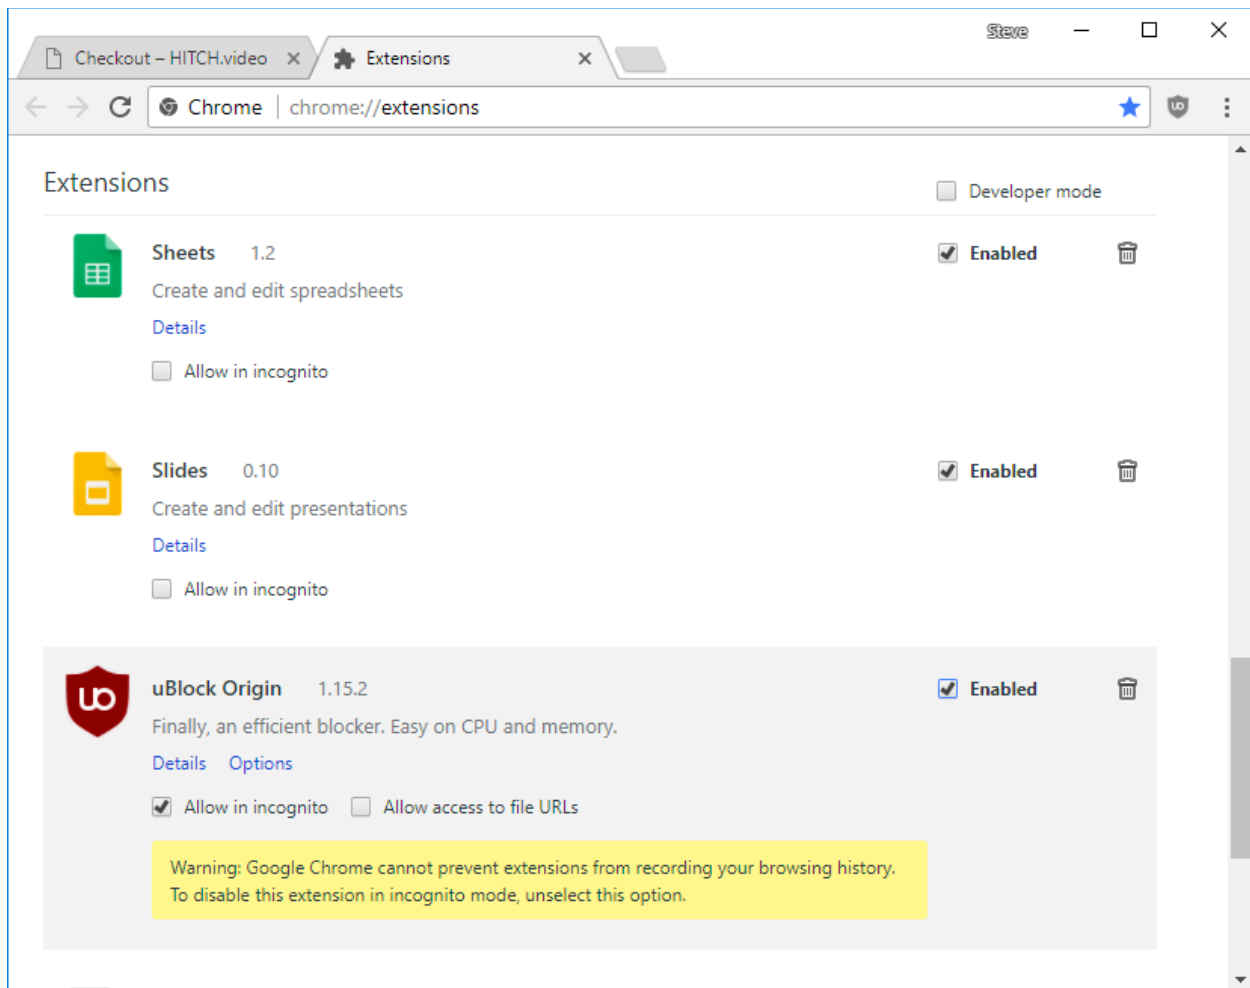 Steve
Checkout – HITCH.video
Extensions
Chrome
chrome://extensions
Extensions
Developer mode
Sheets 1.2
Enabled
Create and edit spreadsheets
Details
Allow in incognito
Slides 0.10
Enabled
Create and edit presentations
Details
Allow in incognito
uBlock Origin 1.15.2
Enabled
Finally, an efficient blocker. Easy on CPU and memory.
Details Options
Allow in incognito Allow access to file URLs
Warning: Google Chrome cannot prevent extensions from recording your browsing history.
To disable this extension in incognito mode, unselect this option.